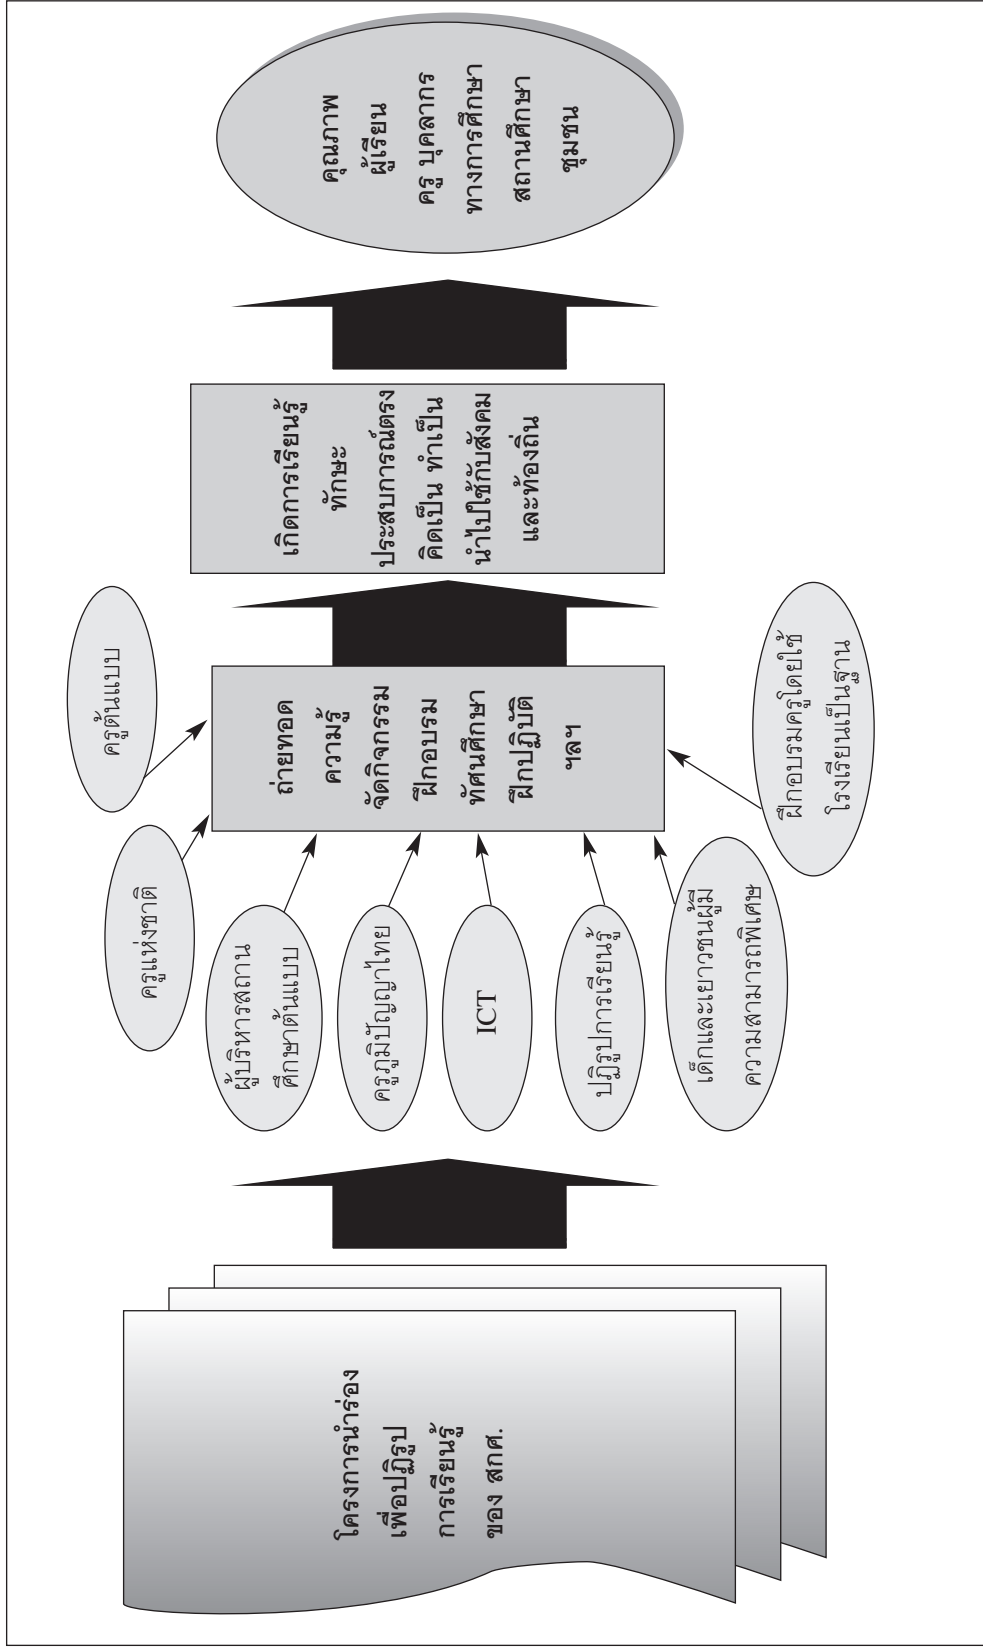 โครงการนำร่อง
เพื่อปฏิรูป
การเรียนรู้
ของ สกศ.
ครูต้นแบบ
ครูแห่งชาติ
ผู้บริหารสถาน
ศึกษาต้นแบบ
ครูภูมิปัญญาไทย
ICT
ปฏิรูปการเรียนรู้
เด็กและเยาวชนผู้มี
ความสามารถพิเศษ
ฝึกอบรมครูโดยใช้
โรงเรียนเป็นฐาน
ถ่ายทอด
ความรู้
จัดกิจกรรม
ฝึกอบรม
ทัศนศึกษา
ฝึกปฏิบัติ
ฯลฯ
เกิดการเรียนรู้
ทักษะ
ประสบการณ์ตรง
คิดเป็น ทำเป็น
นำไปใช้กับสังคม
และท้องถิ่น
คุณภาพ
ผู้เรียน
ครู บุคลากร
ทางการศึกษา
สถานศึกษา
ชุมชน